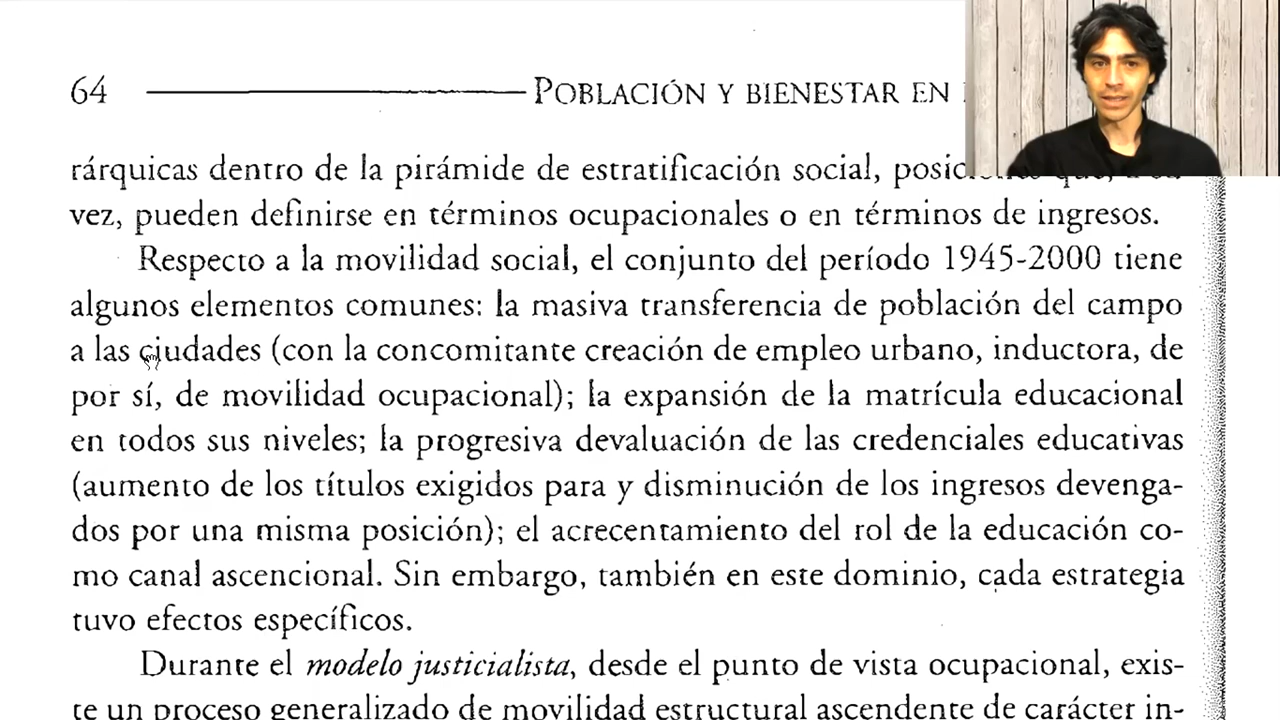 64 POBLACIÓN Y BIENESTAR EN
rárquicas dentro de la pirámide de estratificación social,
vez, pueden definirse en términos ocupacionales o en términos de ingresos.
Respecto a la movilidad social, el conjunto del período 1945-2000 tiene
algunos elementos comunes: la masiva transferencia de población del campo
a las ciudades (con la concomitante creación de empleo urbano, inductora, de
por sí, de movilidad ocupacional); la expansión de la matrícula educacional
en todos sus niveles; la progresiva devaluación de las credenciales educativas
(aumento de los títulos exigidos para y disminución de los ingresos devenga-
dos por una misma posición); el acrecentamiento del rol de la educación co-
mo canal ascencional. Sin embargo, también en este dominio, cada estrategia
tuvo efectos específicos.
Durante el modelo justicialista, desde el punto de vista ocupacional, exis-
te un proceso generalizado de movilidad estructural ascendente de carácter in-